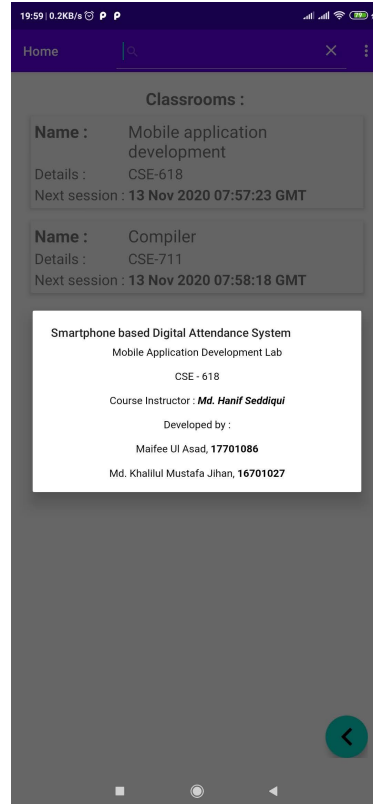 19:59 | 0.2KB/s
Home
Classrooms :
Name : Mobile application
development
Details : CSE-618
Next session : 13 Nov 2020 07:57:23 GMT
Name : Compiler
Details : CSE-711
Next session : 13 Nov 2020 07:58:18 GMT
Smartphone based Digital Attendance System
Mobile Application Development Lab
CSE - 618
Course Instructor : Md. Hanif Seddiqui
Developed by :
Maifee Ul Asad, 17701086
Md. Khalilul Mustafa Jihan, 16701027